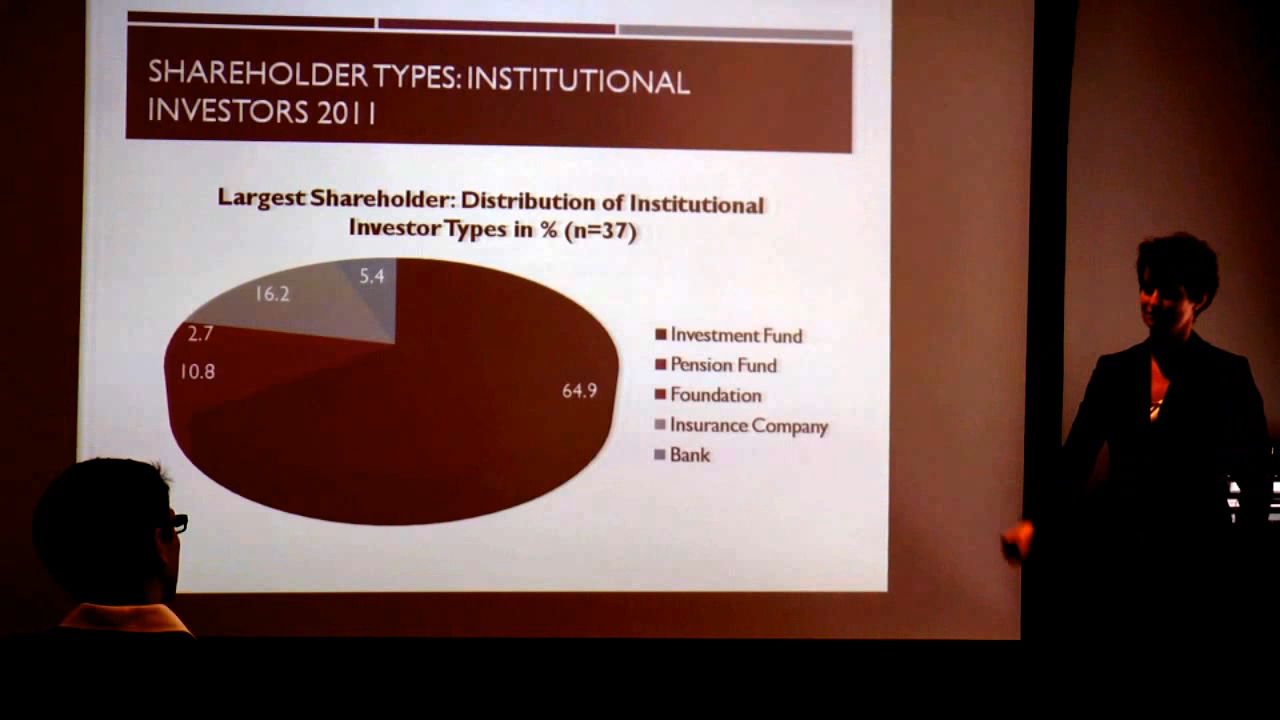 SHAREHOLDER TYPES: INSTITUTIONAL
INVESTORS 2011
Largest Shareholder: Distribution of Institutional
Investor Types in % (n=37)
5.4
16.2
2.7
10.8
64.9
Investment Fund
Pension Fund
Foundation
Insurance Company
Bank